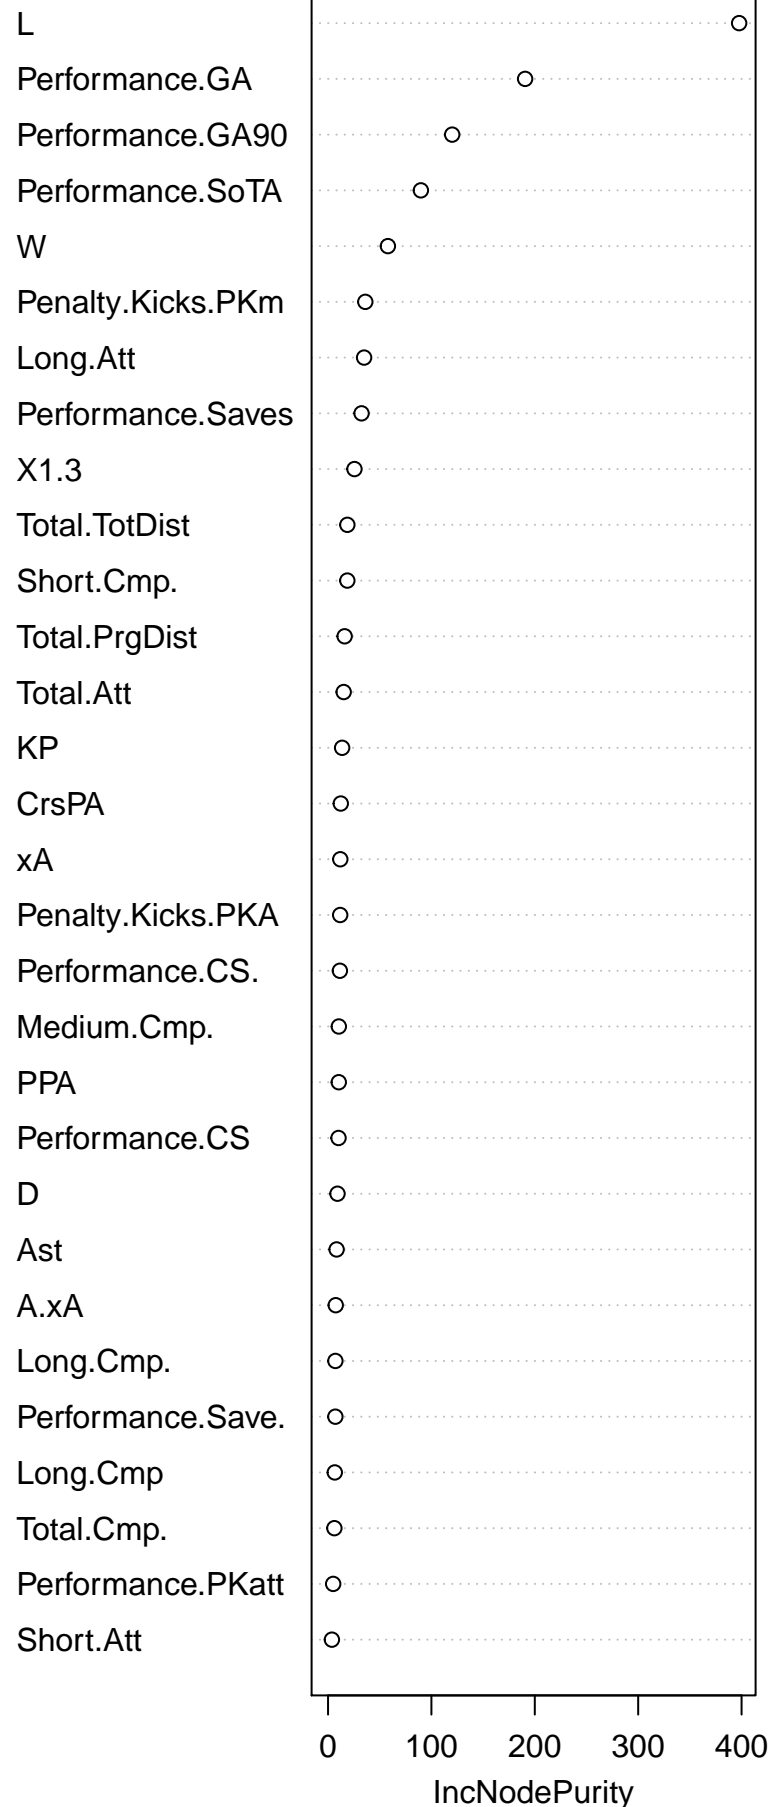 L
Performance.GA
Performance.GA90
Performance.SoTA
W
Penalty.Kicks.PKm
Long.Att
Performance.Saves
X1.3
Total.TotDist
Short.Cmp.
Total.PrgDist
Total.Att
KP
CrsPA
xA
Penalty.Kicks.PKA
Performance.CS.
Medium.Cmp.
PPA
Performance.CS
D
Ast
A.xA
Long.Cmp.
Performance.Save.
Long.Cmp
Total.Cmp.
Performance.PKatt
Short.Att
0 100 200 300 400
IncNodePurity